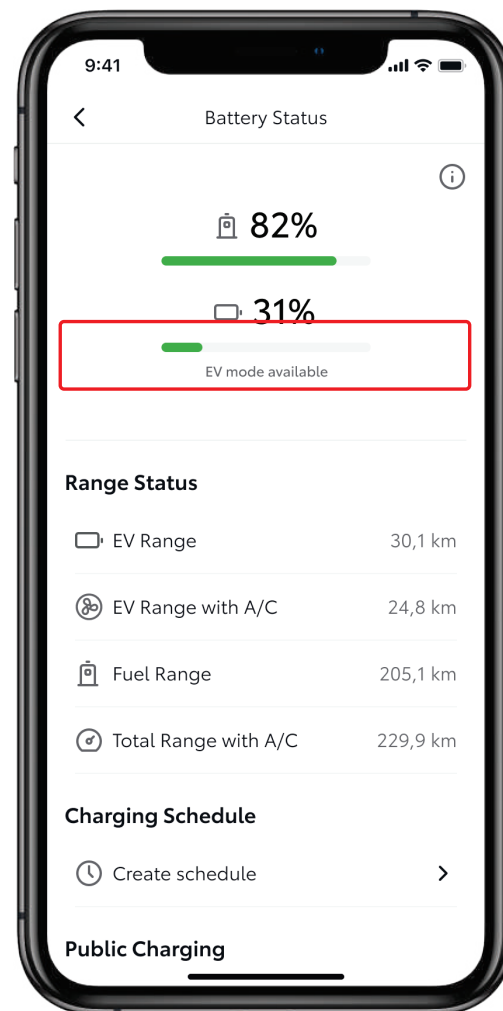 9:41
Battery Status
82%
31%
EV mode available
Range Status
EV Range 30,1 km
EV Range with A/C 24,8 km
Fuel Range 205,1 km
Total Range with A/C 229,9 km
Charging Schedule
Create schedule
Public Charging